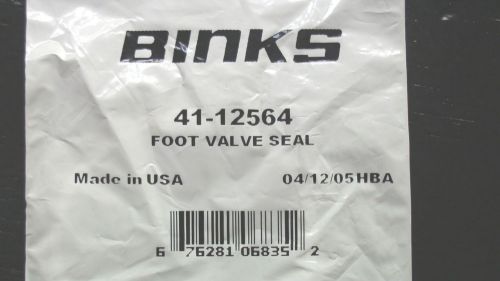 BINKS
41-12564
FOOT VALVE SEAL
Made in USA 04/12/05HBA
6 76281 06835 2